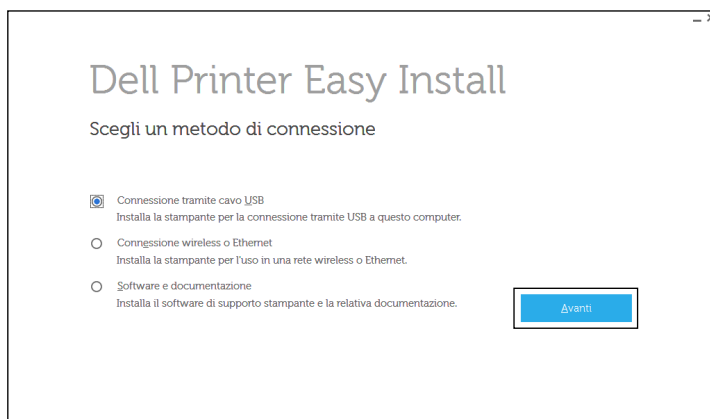 Dell Printer Easy Install
Scegli un metodo di connessione
Connessione tramite cavo USB
Installa la stampante per la connessione tramite USB a questo computer.
Connessione wireless o Ethernet
Installa la stampante per l'uso in una rete wireless o Ethernet.
Software e documentazione
Installa il software di supporto stampante e la relativa documentazione.
Avanti